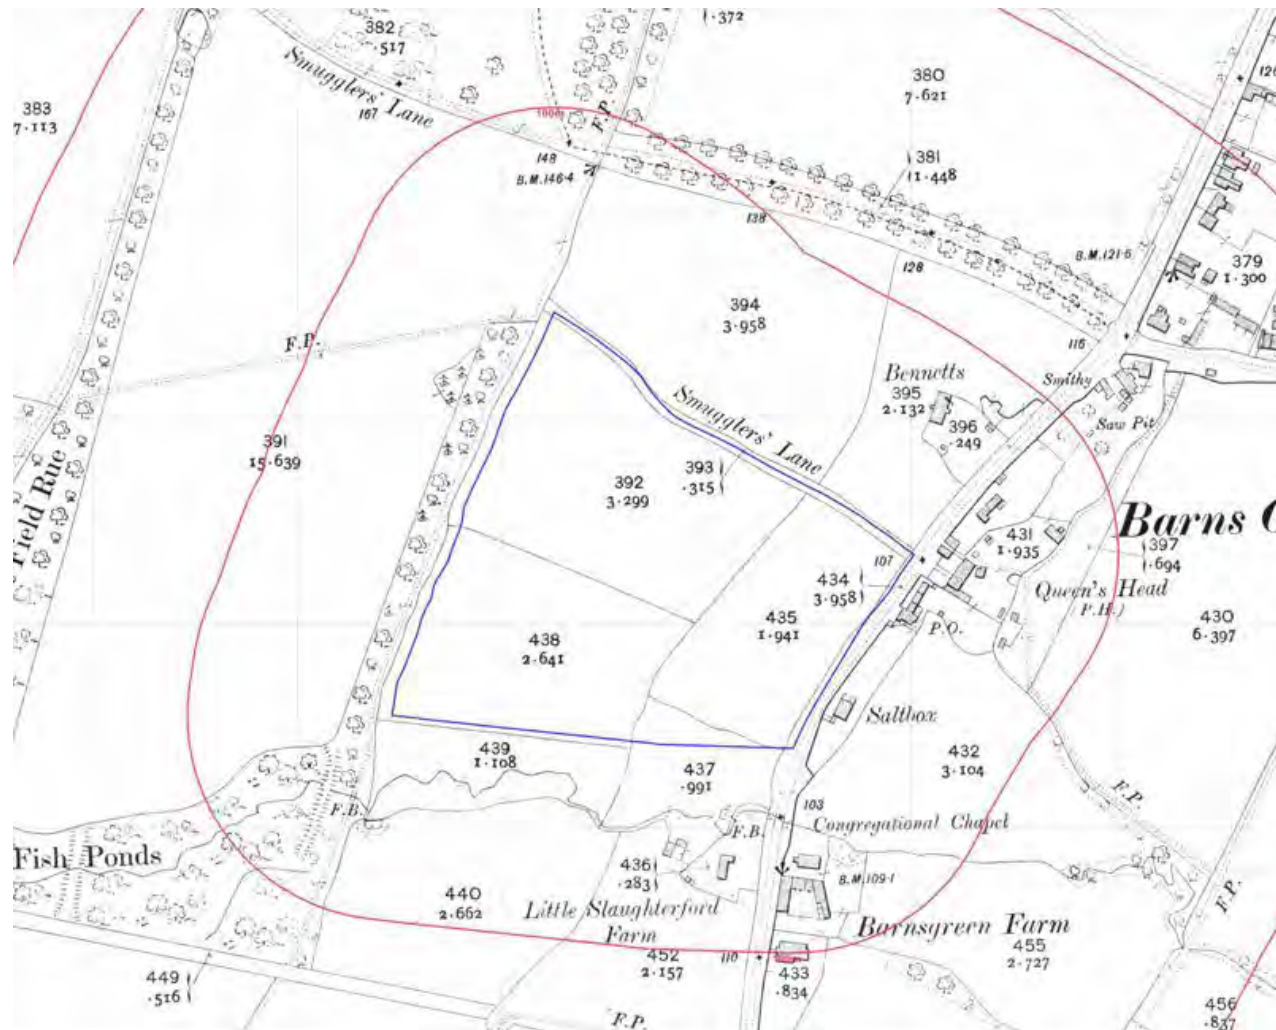 .372
382
.517
Smugglers' Lane
167
380
7.621
383
7.113
F.P.
148
B.M.146.4
381
1.448
138
B.M.121.6
379
1.300
128
394
3.958
116
F.P.
Bennetts
395
2.132
Smithy
396
.249
Saw Pit
Smugglers' Lane
391
15.639
393
.315
392
3.299
Field Rue
Barns G
431
1.935
397
.694
107
434
3.958
Queen's Head
(P.H.)
435
1.941
P.O.
430
6.397
438
2.641
Saltbox
439
1.108
437
.991
432
3.104
F.B.
103
F.P.
F.B.
Congregational Chapel
Fish Ponds
436
.283
B.M.109.1
440
2.662
Little Slaughterford
Farm
Barnsgreen Farm
F.P.
452
2.157
110
433
.834
455
2.727
449
.516
F.P.
456
.837